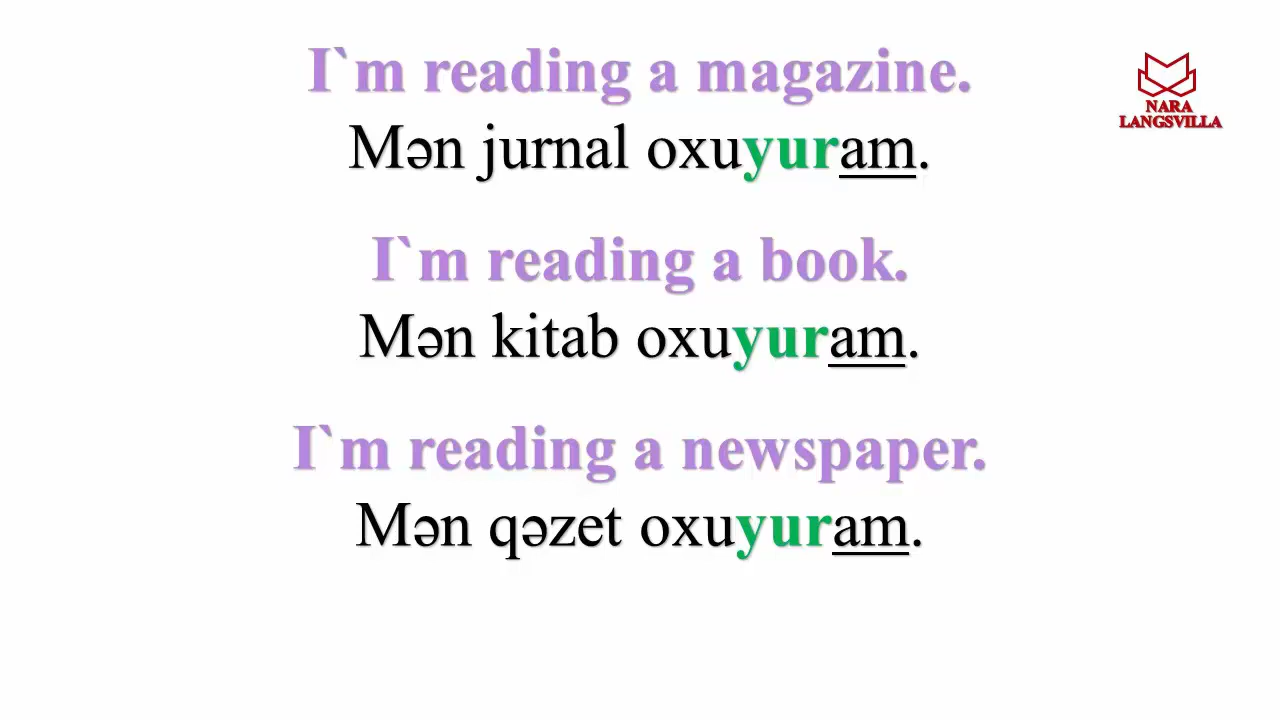 I`m reading a magazine.
Mən jurnal oxuyuram.
I`m reading a book.
Mən kitab oxuyuram.
I`m reading a newspaper.
Mən qəzet oxuyuram.
NARA
LANGSVILLA